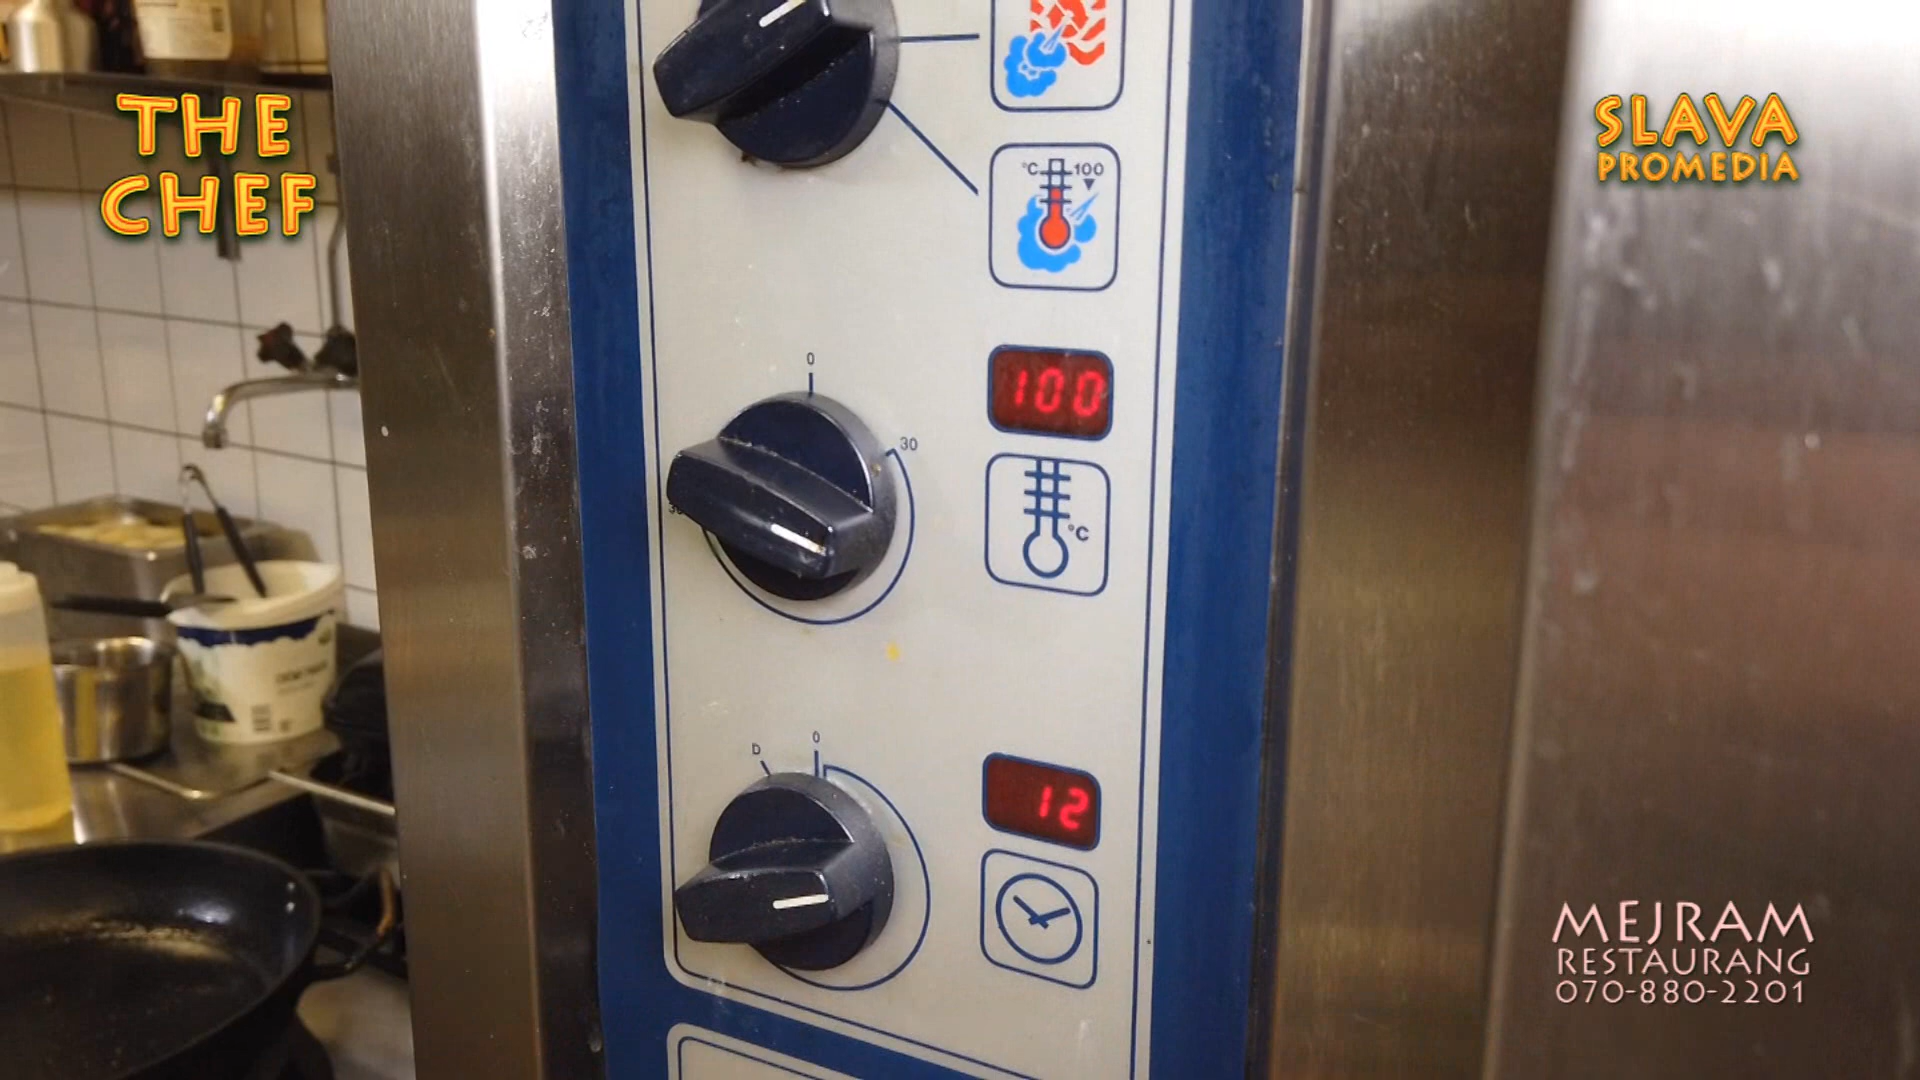 THE
CHEF
SLAVA
PROMEDIA
°C 100
0
30
100
°C
D 0
12
MEJRAM
RESTAURANG
070-880-2201